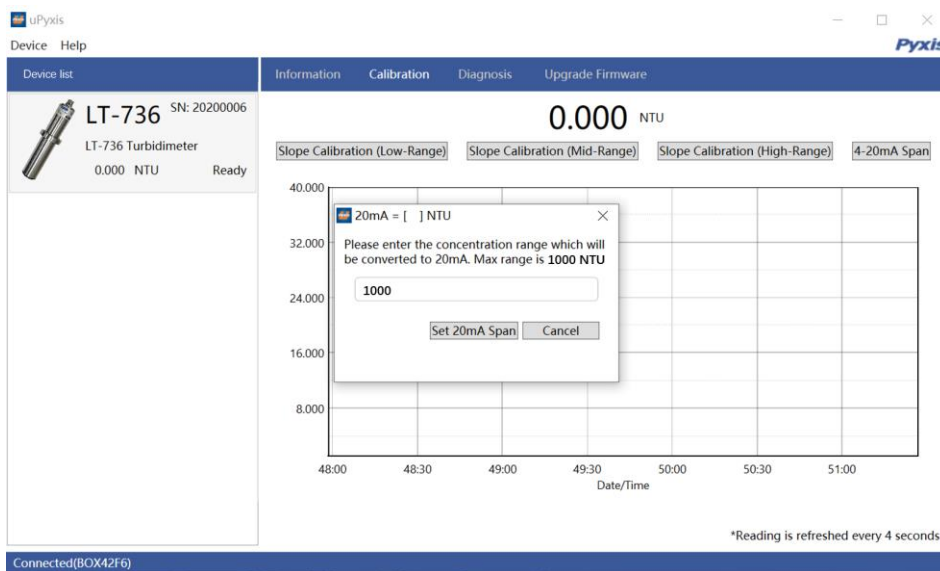 uPyxis
Device Help
Pyxis
Device list
Information Calibration Diagnosis Upgrade Firmware
LT-736 SN: 20200006
LT-736 Turbidimeter
0.000 NTU Ready
0.000 NTU
Slope Calibration (Low-Range) Slope Calibration (Mid-Range) Slope Calibration (High-Range) 4-20mA Span
40.000
32.000
24.000
16.000
8.000
20mA = [ ] NTU
Please enter the concentration range which will
be converted to 20mA. Max range is 1000 NTU
1000
Set 20mA Span Cancel
48:00 48:30 49:00 49:30 50:00 50:30 51:00
Date/Time
*Reading is refreshed every 4 seconds
Connected(BOX42F6)